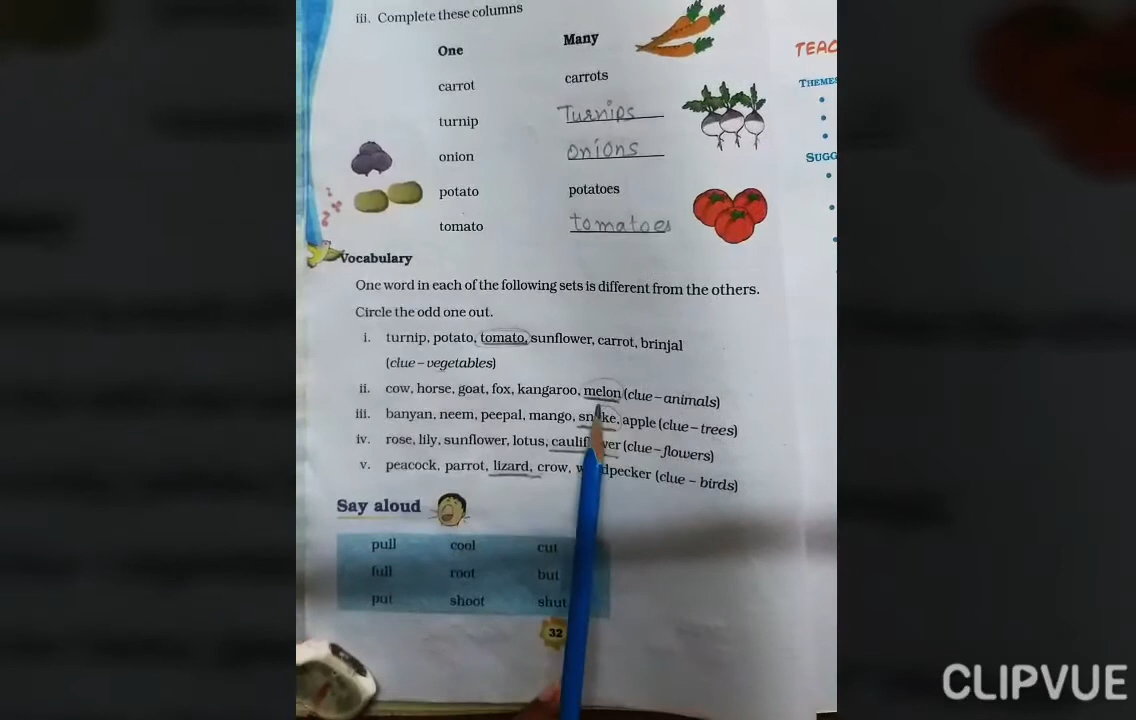 iii. Complete these columns
One Many
carrot carrots
turnip Turnips
onion onions
potato potatoes
tomato tomatoes
Vocabulary
One word in each of the following sets is different from the others.
Circle the odd one out.
i. turnip, potato, tomato, sunflower, carrot, brinjal
(clue – vegetables)
ii. cow, horse, goat, fox, kangaroo, melon (clue – animals)
iii. banyan, neem, peepal, mango, snake, apple (clue – trees)
iv. rose, lily, sunflower, lotus, cauliflower (clue – flowers)
v. peacock, parrot, lizard, crow, woodpecker (clue – birds)
Say aloud
pull cool cut
full root but
put shoot shut
32
TEAC
THEMES
SUGG
CLIPVUE